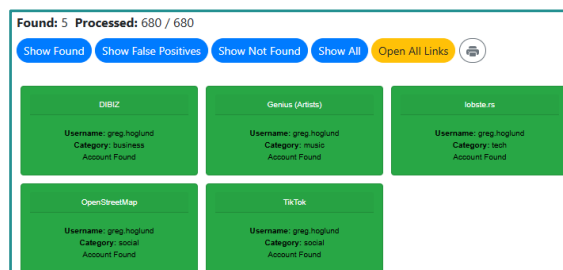 Found: 5 Processed: 680 / 680
Show Found Show False Positives Show Not Found Show All Open All Links
DIBIZ
Username: greg.hoglund
Category: business
Account Found
Genius (Artists)
Username: greg.hoglund
Category: music
Account Found
lobste.rs
Username: greg.hoglund
Category: tech
Account Found
OpenStreetMap
Username: greg.hoglund
Category: social
Account Found
TikTok
Username: greg.hoglund
Category: social
Account Found